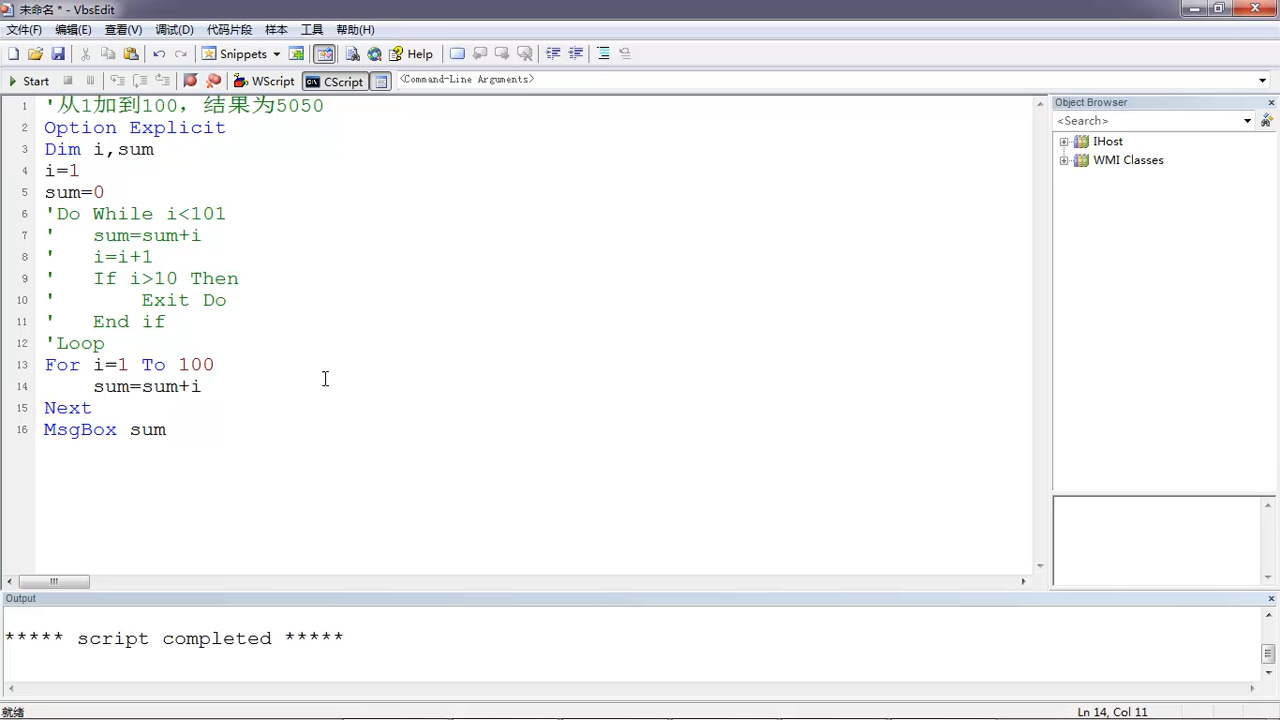 未命名 * - VbsEdit
文件(F) 编辑(E) 查看(V) 调试(D) 代码片段 样本 工具 帮助(H)
Snippets Help
Start WScript CScript <Command-Line Arguments>
1 '从1加到100，结果为5050
2 Option Explicit
3 Dim i,sum
4 i=1
5 sum=0
6 'Do While i<101
7 '   sum=sum+i
8 '   i=i+1
9 '   If i>10 Then
10 '       Exit Do
11 '   End if
12 'Loop
13 For i=1 To 100
14     sum=sum+i
15 Next
16 MsgBox sum
Object Browser
<Search>
IHost
WMI Classes
Output
***** script completed *****
就绪
Ln 14, Col 11